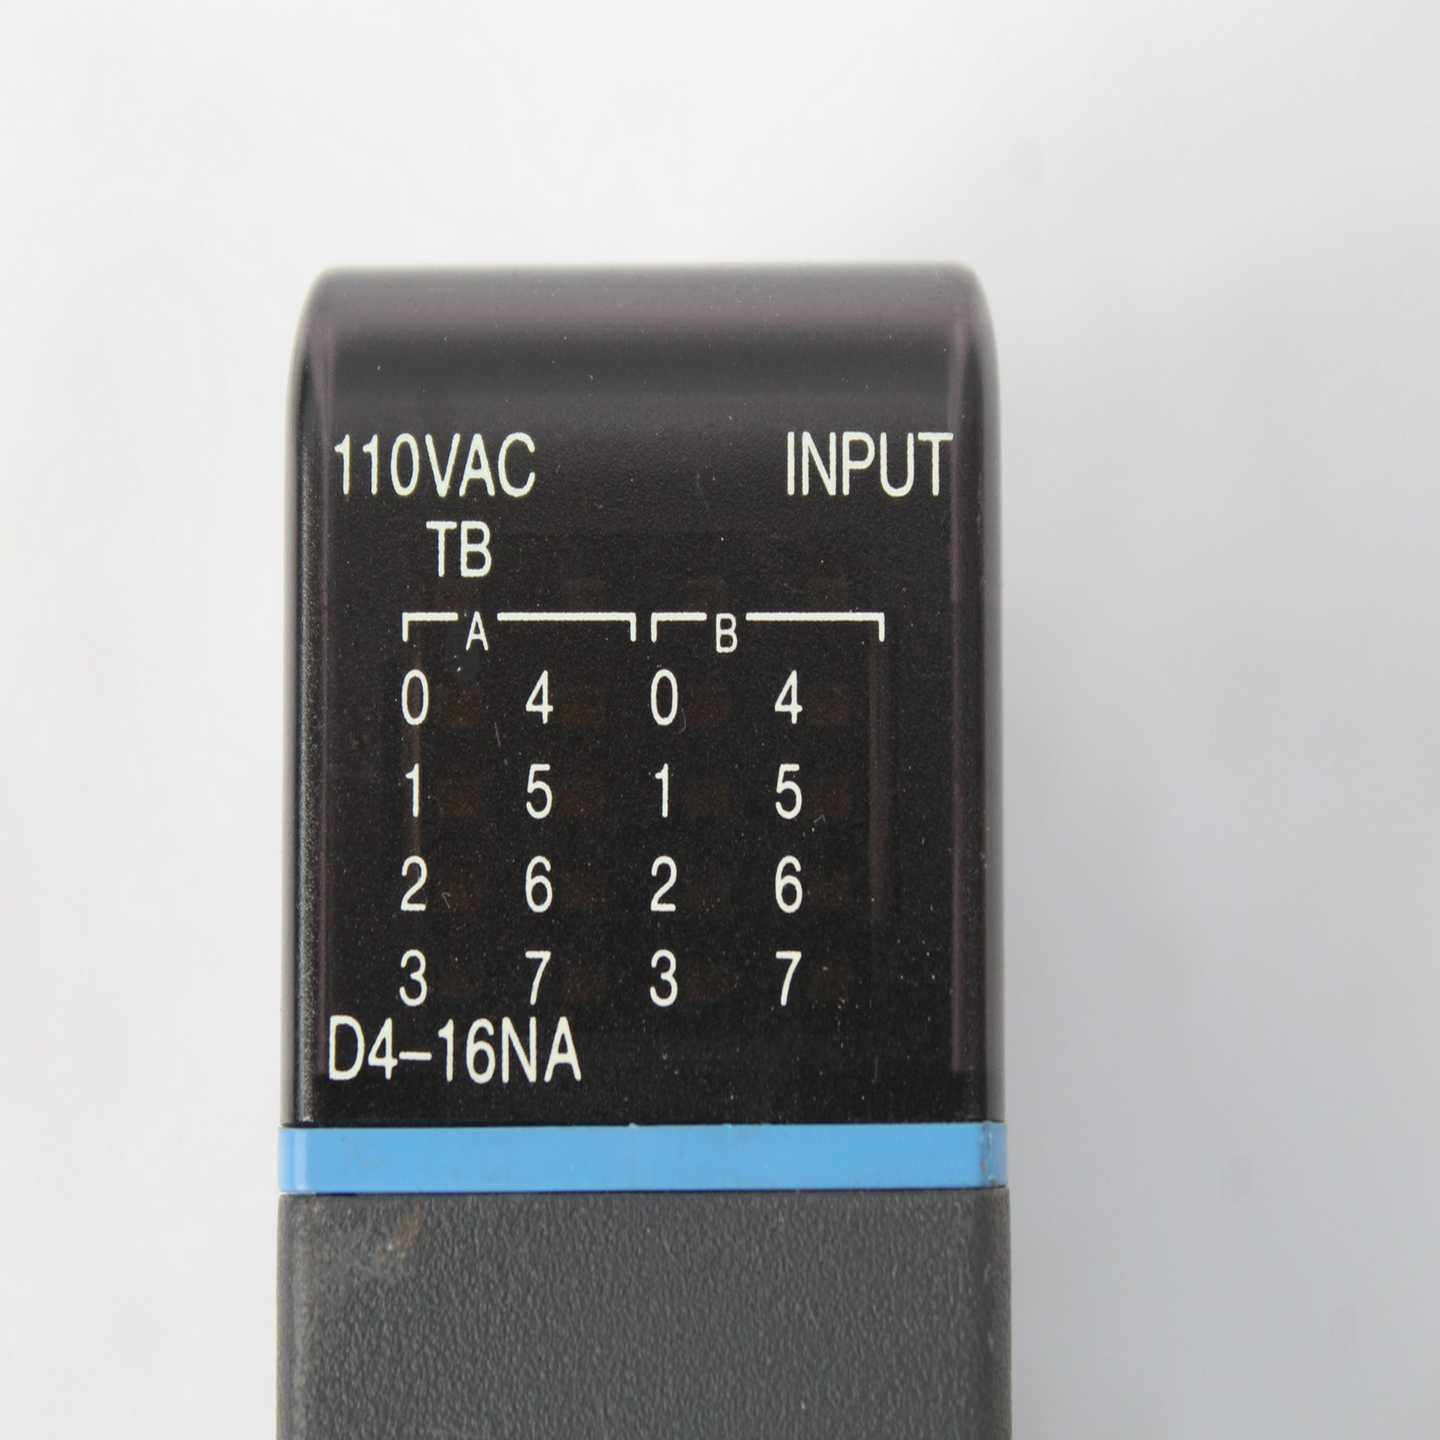 110VAC INPUT
TB
A B
0 4 0 4
1 5 1 5
2 6 2 6
3 7 3 7
D4-16NA